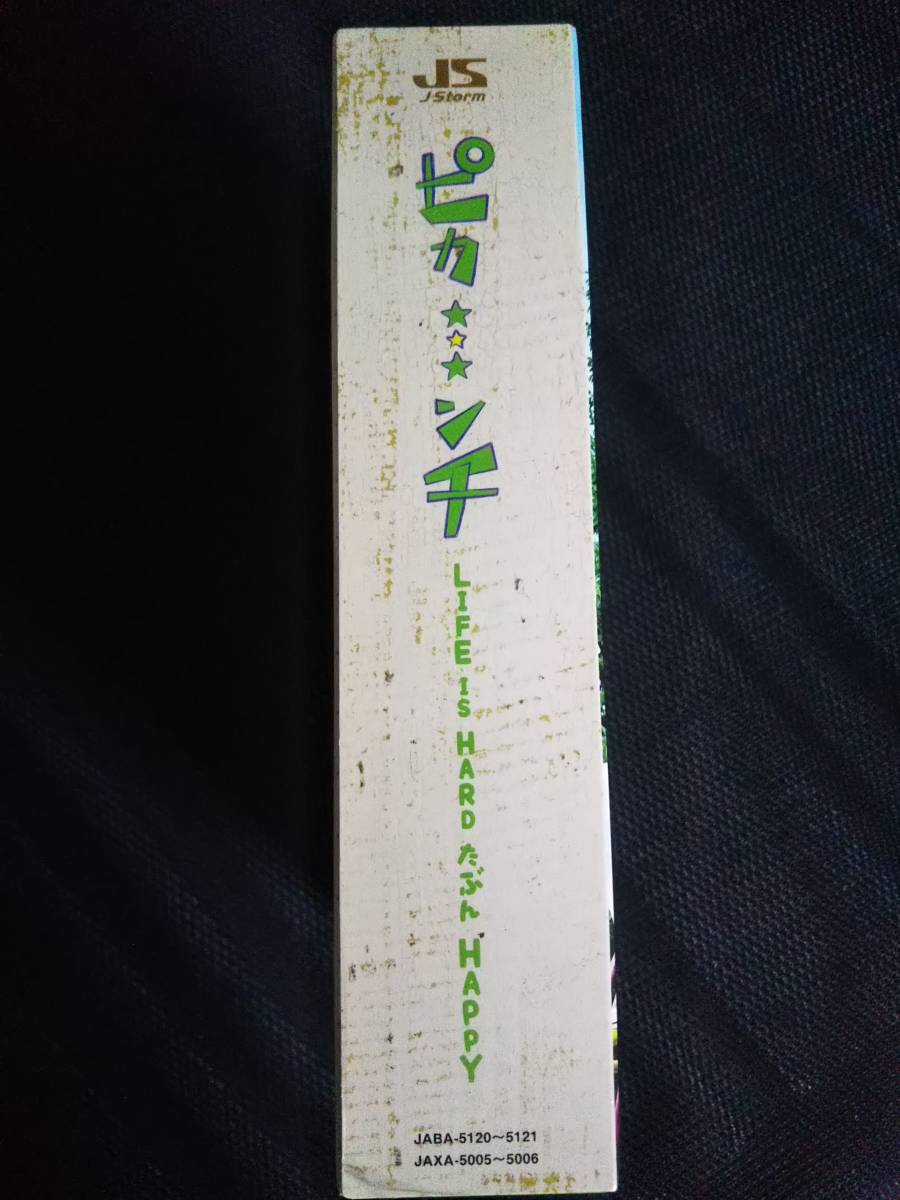 JS
J Storm
ピカ★★★ンチ
LIFE IS HARD たぶん HAPPY
JABA-5120～5121
JAXA-5005～5006